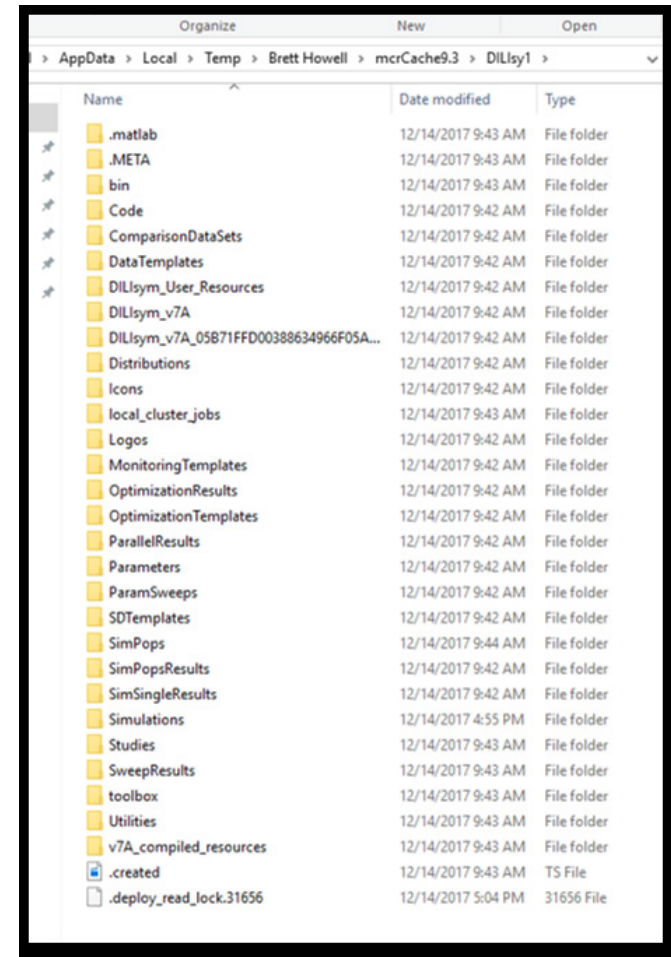 Organize New Open
l > AppData > Local > Temp > Brett Howell > mcrCache9.3 > DILIsy1 >
Name Date modified Type
.matlab 12/14/2017 9:43 AM File folder
.META 12/14/2017 9:43 AM File folder
bin 12/14/2017 9:43 AM File folder
Code 12/14/2017 9:42 AM File folder
ComparisonDataSets 12/14/2017 9:42 AM File folder
DataTemplates 12/14/2017 9:42 AM File folder
DILIsym_User_Resources 12/14/2017 9:42 AM File folder
DILIsym_v7A 12/14/2017 9:42 AM File folder
DILIsym_v7A_05B71FFD00388634966F05A... 12/14/2017 9:42 AM File folder
Distributions 12/14/2017 9:42 AM File folder
Icons 12/14/2017 9:42 AM File folder
local_cluster_jobs 12/14/2017 9:43 AM File folder
Logos 12/14/2017 9:42 AM File folder
MonitoringTemplates 12/14/2017 9:42 AM File folder
OptimizationResults 12/14/2017 9:42 AM File folder
OptimizationTemplates 12/14/2017 9:42 AM File folder
ParallelResults 12/14/2017 9:42 AM File folder
Parameters 12/14/2017 9:42 AM File folder
ParamSweeps 12/14/2017 9:42 AM File folder
SDTemplates 12/14/2017 9:42 AM File folder
SimPops 12/14/2017 9:44 AM File folder
SimPopsResults 12/14/2017 9:42 AM File folder
SimSingleResults 12/14/2017 9:42 AM File folder
Simulations 12/14/2017 4:55 PM File folder
Studies 12/14/2017 9:43 AM File folder
SweepResults 12/14/2017 9:43 AM File folder
toolbox 12/14/2017 9:43 AM File folder
Utilities 12/14/2017 9:43 AM File folder
v7A_compiled_resources 12/14/2017 9:43 AM File folder
.created 12/14/2017 9:43 AM TS File
.deploy_read_lock.31656 12/14/2017 5:04 PM 31656 File